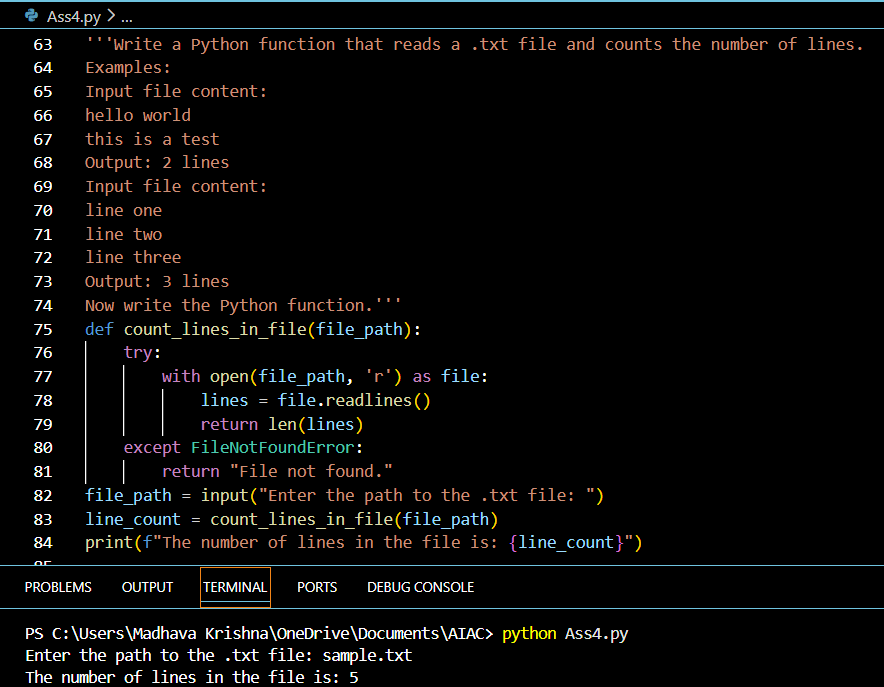 Ass4.py > ...
63 '''Write a Python function that reads a .txt file and counts the number of lines.
64 Examples:
65 Input file content:
66 hello world
67 this is a test
68 Output: 2 lines
69 Input file content:
70 line one
71 line two
72 line three
73 Output: 3 lines
74 Now write the Python function.'''
75 def count_lines_in_file(file_path):
76     try:
77         with open(file_path, 'r') as file:
78             lines = file.readlines()
79             return len(lines)
80     except FileNotFoundError:
81         return "File not found."
82 file_path = input("Enter the path to the .txt file: ")
83 line_count = count_lines_in_file(file_path)
84 print(f"The number of lines in the file is: {line_count}")
PROBLEMS OUTPUT TERMINAL PORTS DEBUG CONSOLE
PS C:\Users\Madhava Krishna\OneDrive\Documents\AIAC> python Ass4.py
Enter the path to the .txt file: sample.txt
The number of lines in the file is: 5